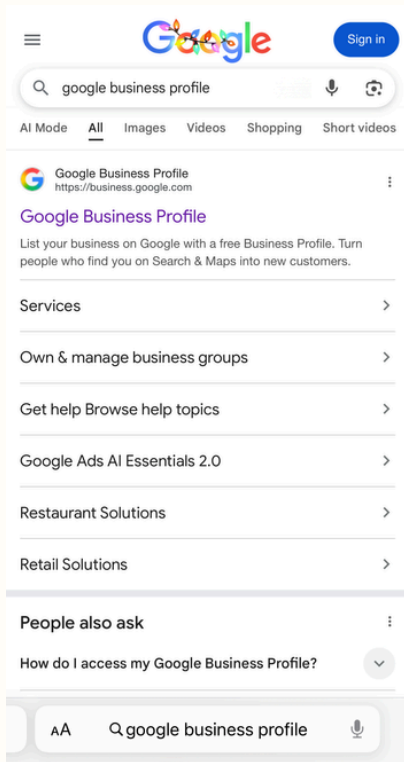 Google
Sign in
google business profile
AI Mode All Images Videos Shopping Short videos
Google Business Profile
https://business.google.com
Google Business Profile
List your business on Google with a free Business Profile. Turn
people who find you on Search & Maps into new customers.
Services
Own & manage business groups
Get help Browse help topics
Google Ads AI Essentials 2.0
Restaurant Solutions
Retail Solutions
People also ask
How do I access my Google Business Profile?
AA google business profile